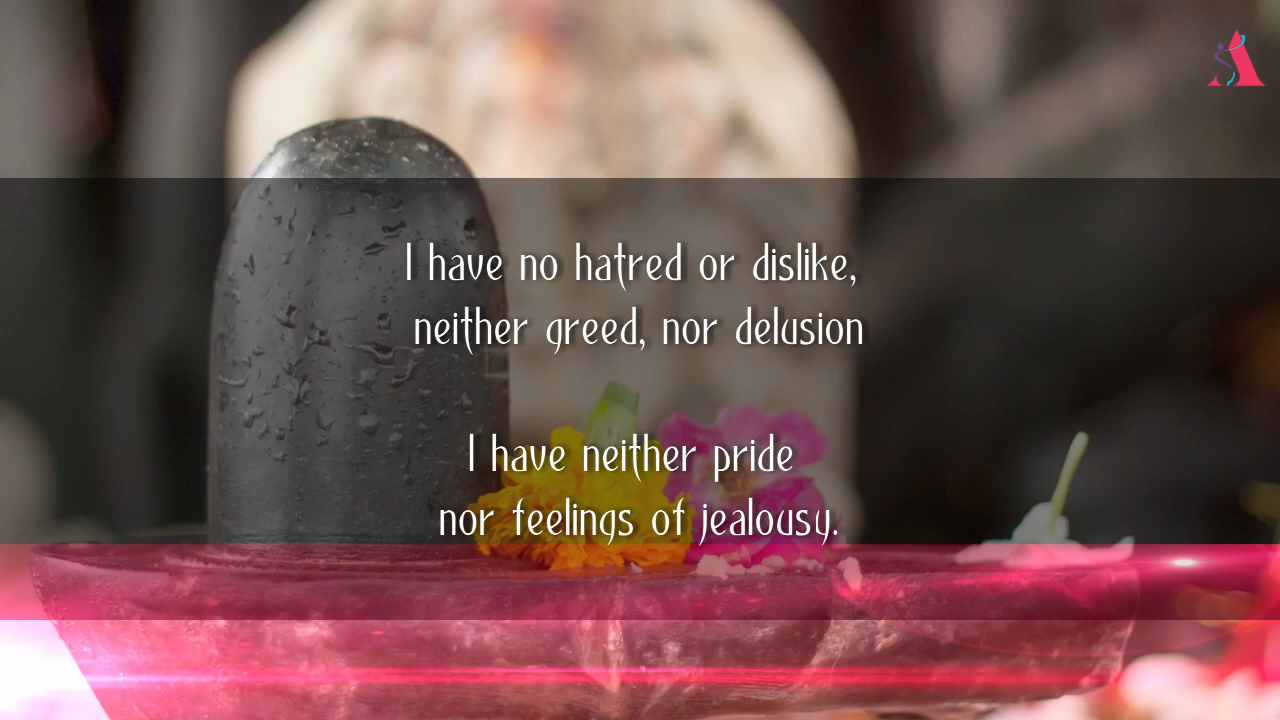 I have no hatred or dislike,
neither greed, nor delusion
I have neither pride
nor feelings of jealousy.